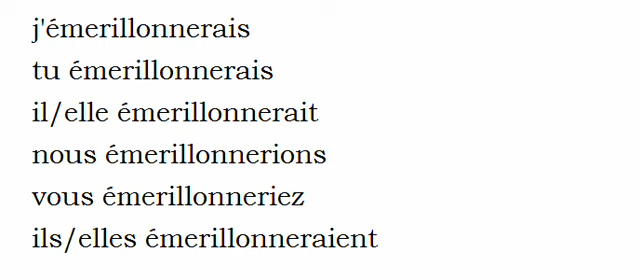 j'émerillonnerais
tu émerillonnerais
il/elle émerillonnerait
nous émerillonnerions
vous émerillonneriez
ils/elles émerillonneraient